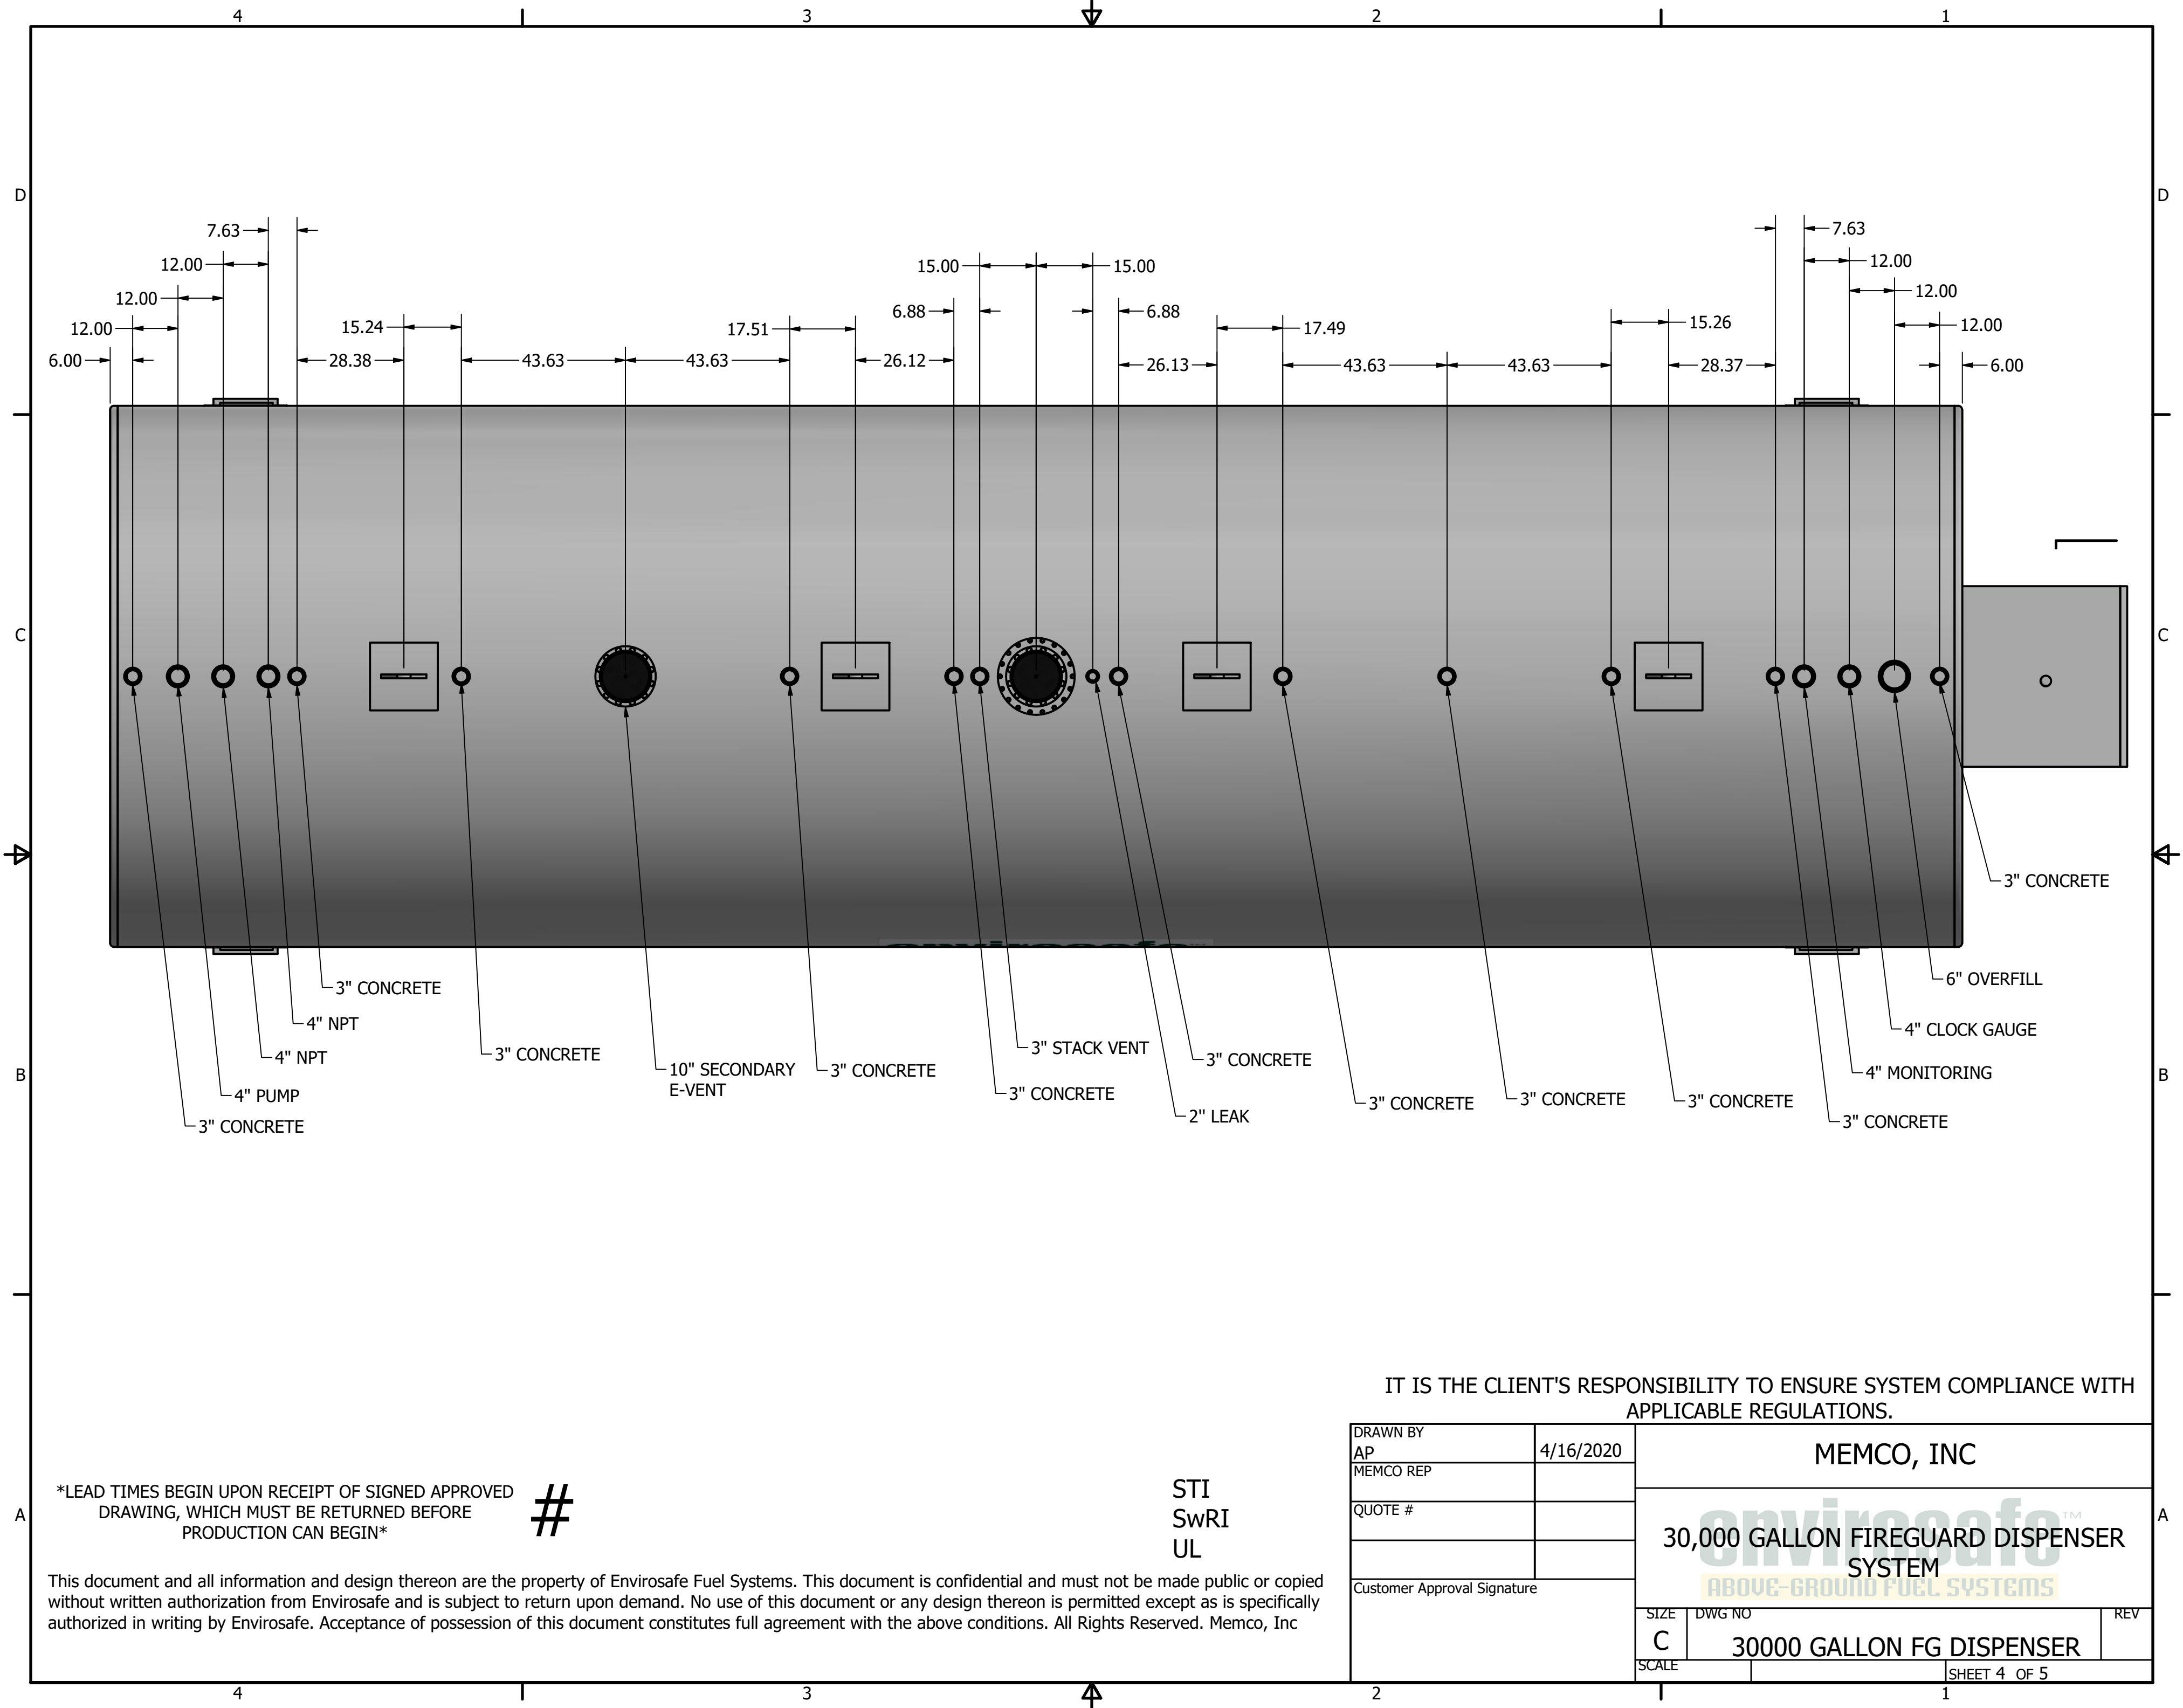 4 3 2 1
D D
7.63 7.63
12.00 15.00 15.00 12.00
12.00 6.88 6.88 12.00
12.00 15.24 17.51 17.49 15.26 12.00
6.00 28.38 43.63 43.63 26.12 26.13 43.63 43.63 28.37 6.00
C C
3" CONCRETE
3" CONCRETE
6" OVERFILL
4" NPT
4" CLOCK GAUGE
4" NPT
3" CONCRETE
3" STACK VENT
3" CONCRETE
10" SECONDARY
E-VENT
3" CONCRETE
4" MONITORING
B B
4" PUMP
3" CONCRETE
2" LEAK
3" CONCRETE
3" CONCRETE
3" CONCRETE
3" CONCRETE
3" CONCRETE
IT IS THE CLIENT'S RESPONSIBILITY TO ENSURE SYSTEM COMPLIANCE WITH
APPLICABLE REGULATIONS.
DRAWN BY
AP
4/16/2020
MEMCO, INC
MEMCO REP
QUOTE #
Customer Approval Signature
envirosafe™
30,000 GALLON FIREGUARD DISPENSER
SYSTEM
ABOVE-GROUND FUEL SYSTEMS
SIZE
C
DWG NO
30000 GALLON FG DISPENSER
REV
SCALE
SHEET 4 OF 5
*LEAD TIMES BEGIN UPON RECEIPT OF SIGNED APPROVED
DRAWING, WHICH MUST BE RETURNED BEFORE
PRODUCTION CAN BEGIN*
#
STI
SwRI
UL
A A
This document and all information and design thereon are the property of Envirosafe Fuel Systems. This document is confidential and must not be made public or copied
without written authorization from Envirosafe and is subject to return upon demand. No use of this document or any design thereon is permitted except as is specifically
authorized in writing by Envirosafe. Acceptance of possession of this document constitutes full agreement with the above conditions. All Rights Reserved. Memco, Inc
4 3 2 1